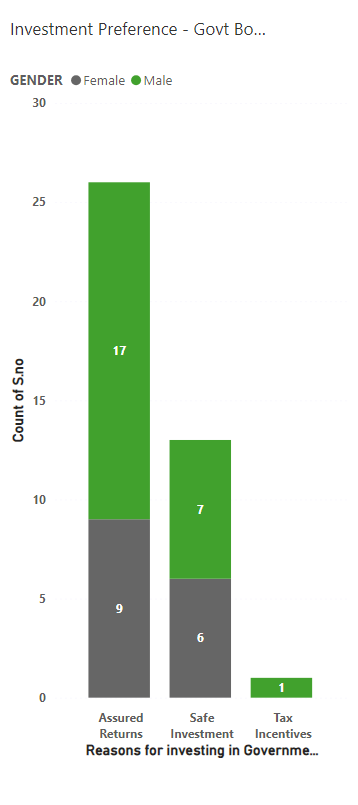 Investment Preference - Govt Bo...
GENDER Female Male
30
25
20
15
10
5
0
Count of S.no
17
9
7
6
1
Assured
Returns
Safe
Investment
Tax
Incentives
Reasons for investing in Governme...